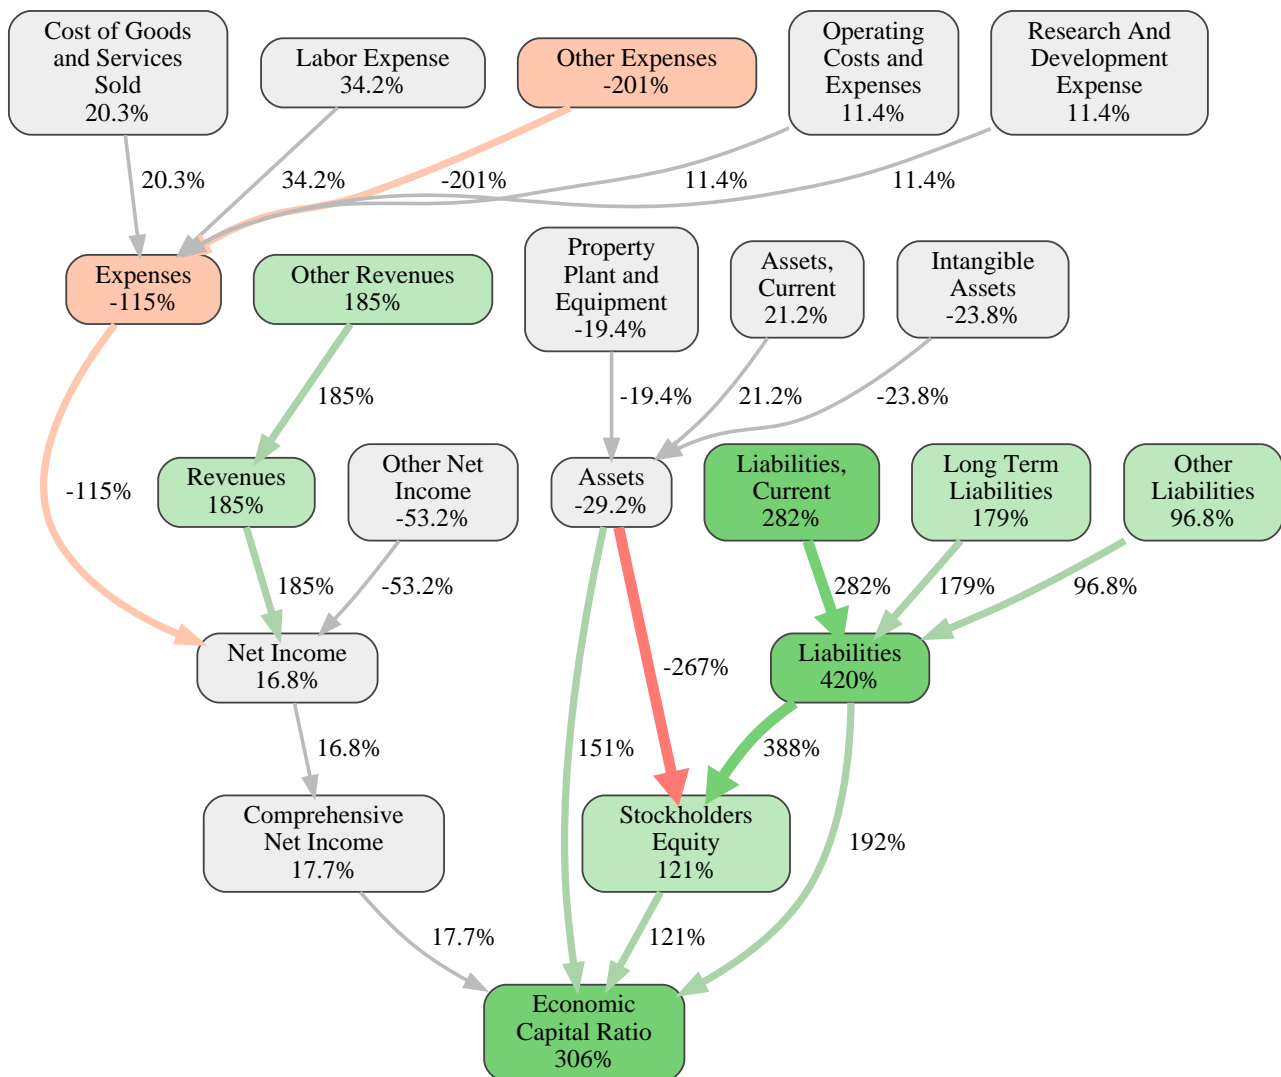 Cost of Goods
and Services
Sold
20.3%
Labor Expense
34.2%
Other Expenses
-201%
Operating
Costs and
Expenses
11.4%
Research And
Development
Expense
11.4%
20.3%
34.2%
-201%
11.4%
11.4%
Expenses
-115%
Other Revenues
185%
Property
Plant and
Equipment
-19.4%
Assets,
Current
21.2%
Intangible
Assets
-23.8%
185%
-19.4%
21.2%
-23.8%
-115%
Revenues
185%
Other Net
Income
-53.2%
Assets
-29.2%
Liabilities,
Current
282%
Long Term
Liabilities
179%
Other
Liabilities
96.8%
185%
-53.2%
282%
179%
96.8%
Net Income
16.8%
-267%
Liabilities
420%
16.8%
151%
388%
Comprehensive
Net Income
17.7%
Stockholders
Equity
121%
192%
17.7%
121%
Economic
Capital Ratio
306%